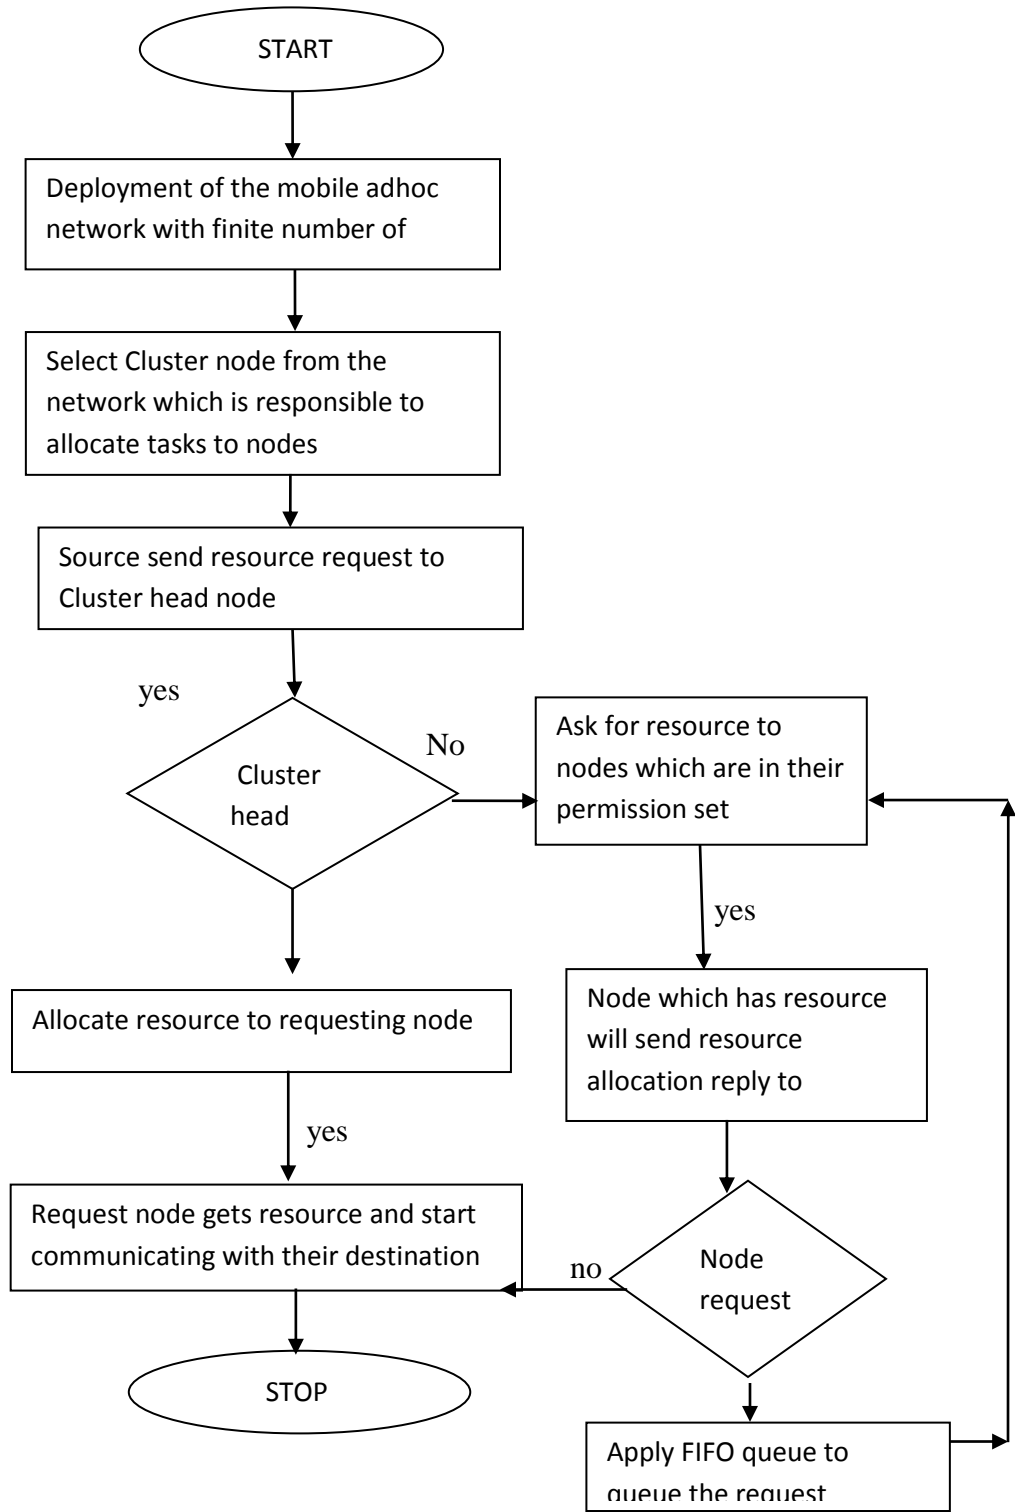 START
Deployment of the mobile adhoc
network with finite number of
Select Cluster node from the
network which is responsible to
allocate tasks to nodes
Source send resource request to
Cluster head node
yes
No
Cluster
head
Ask for resource to
nodes which are in their
permission set
yes
Allocate resource to requesting node
Node which has resource
will send resource
allocation reply to
yes
Request node gets resource and start
communicating with their destination
no
Node
request
STOP
Apply FIFO queue to
queue the request